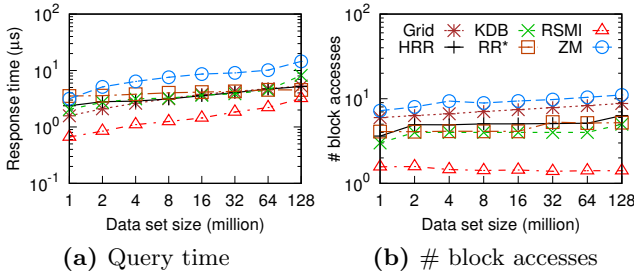 Response time (µs)
10²
10¹
10⁰
10⁻¹
1 2 4 8 16 32 64 128
Data set size (million)
(a) Query time
Grid KDB RSMI
HRR RR* ZM
# block accesses
10²
10¹
10⁰
1 2 4 8 16 32 64 128
Data set size (million)
(b) # block accesses